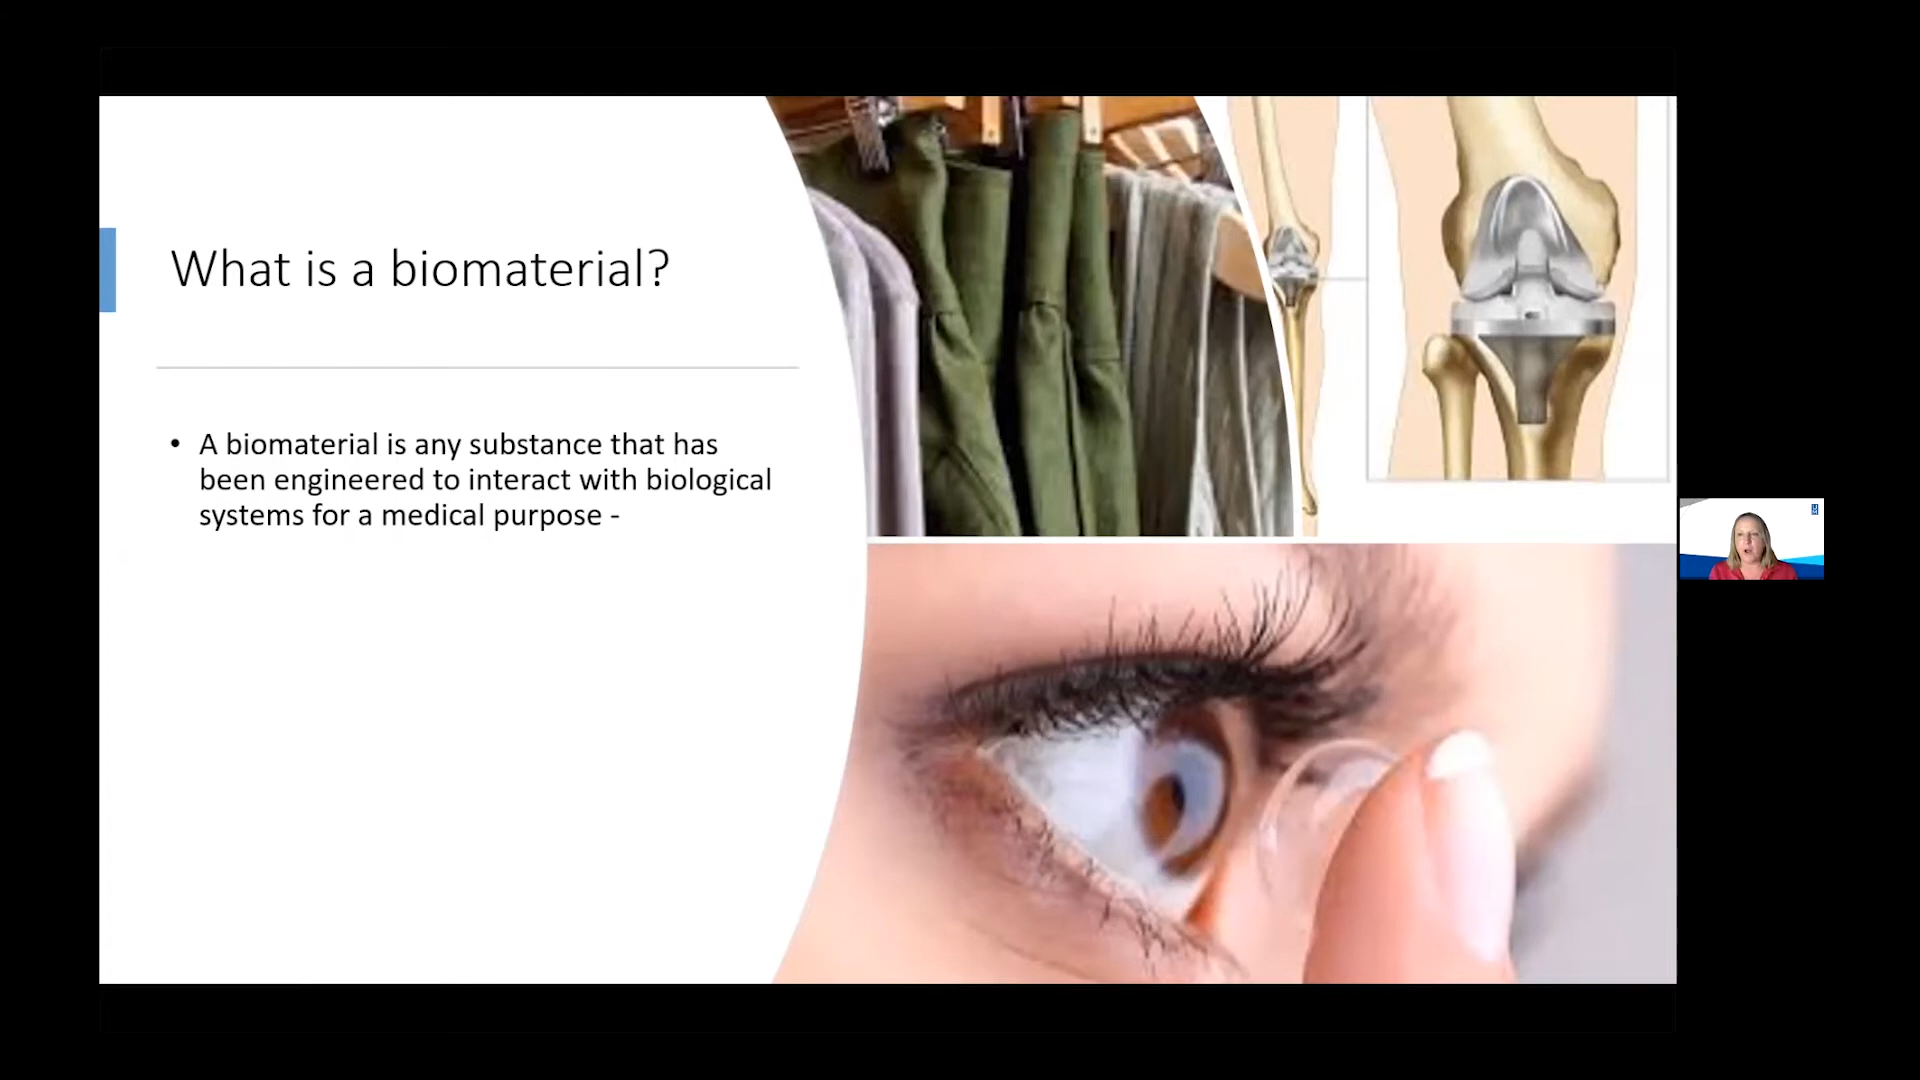 What is a biomaterial?
• A biomaterial is any substance that has
been engineered to interact with biological
systems for a medical purpose -